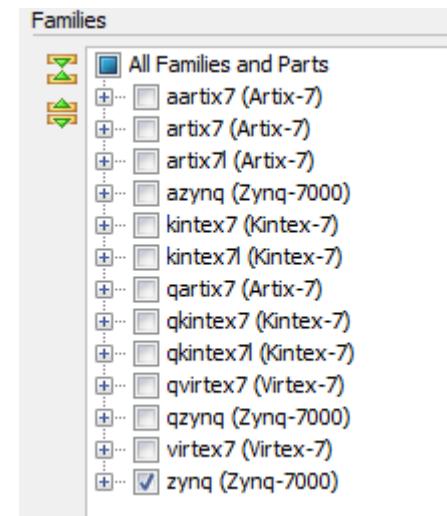 Families
All Families and Parts
aartix7 (Artix-7)
artix7 (Artix-7)
artix7l (Artix-7)
azynq (Zynq-7000)
kintex7 (Kintex-7)
kintex7l (Kintex-7)
qartix7 (Artix-7)
qkintex7 (Kintex-7)
qkintex7l (Kintex-7)
qvirtex7 (Virtex-7)
qzynq (Zynq-7000)
virtex7 (Virtex-7)
zynq (Zynq-7000)